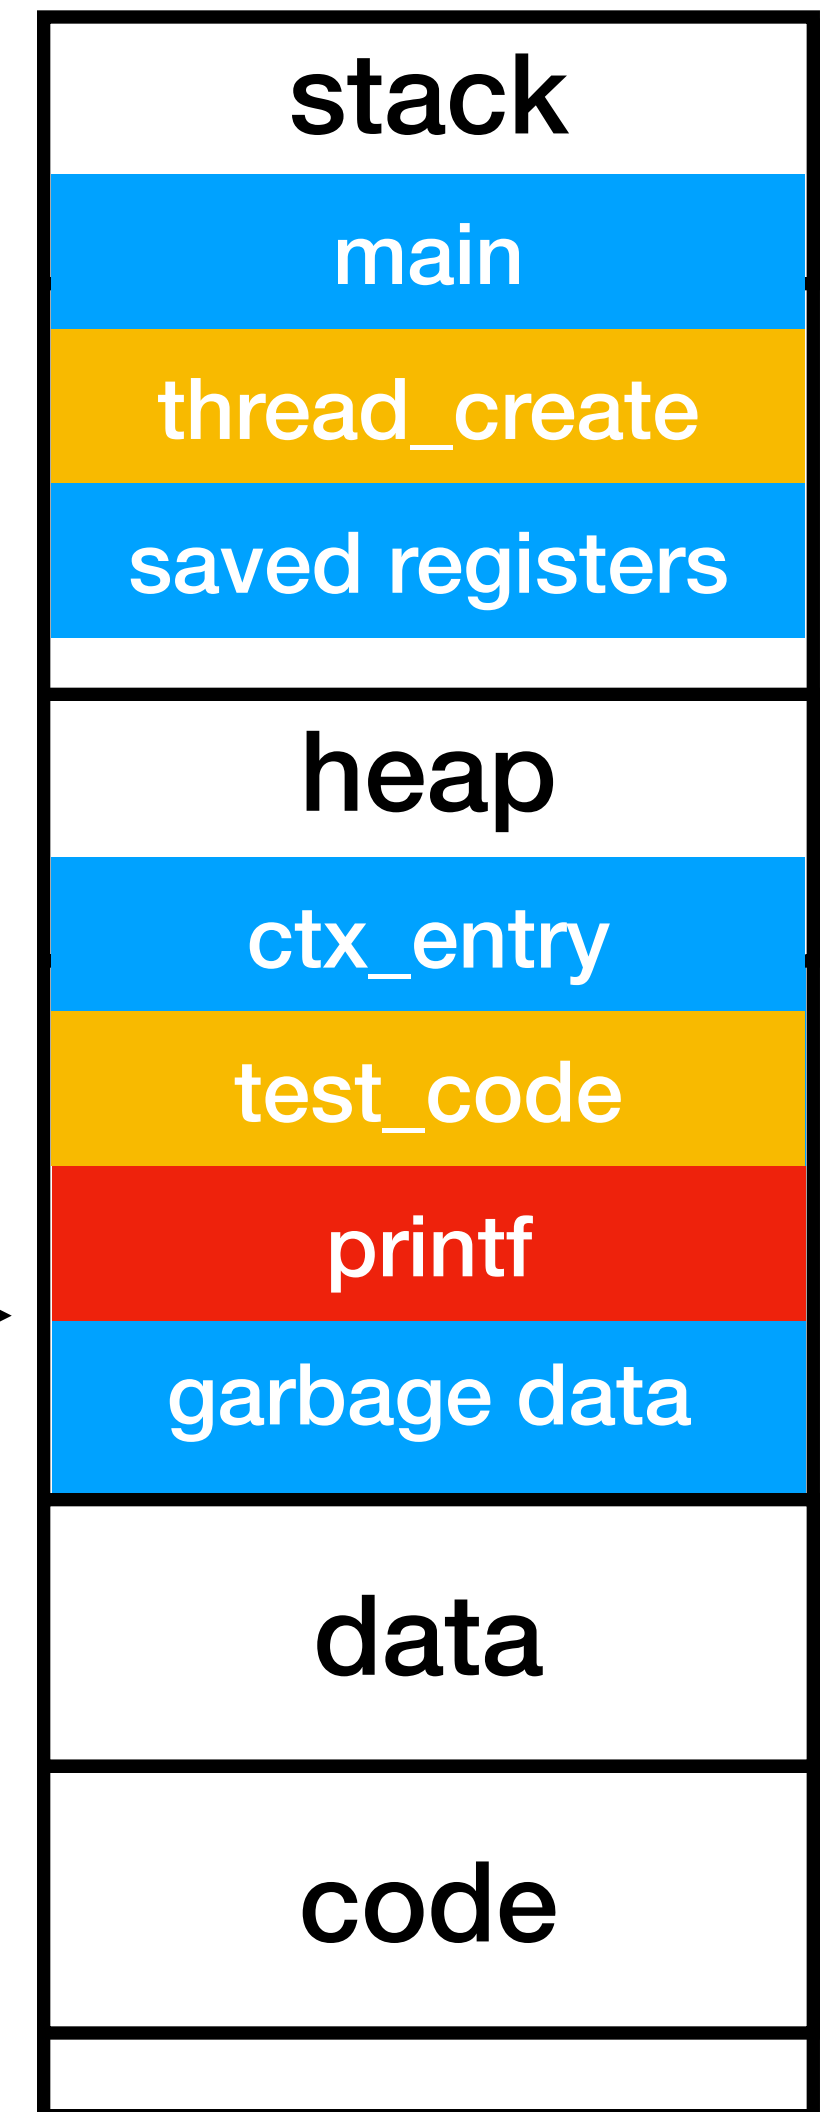 stack
main
thread_create
saved registers
heap
ctx_entry
test_code
printf
garbage data
data
code